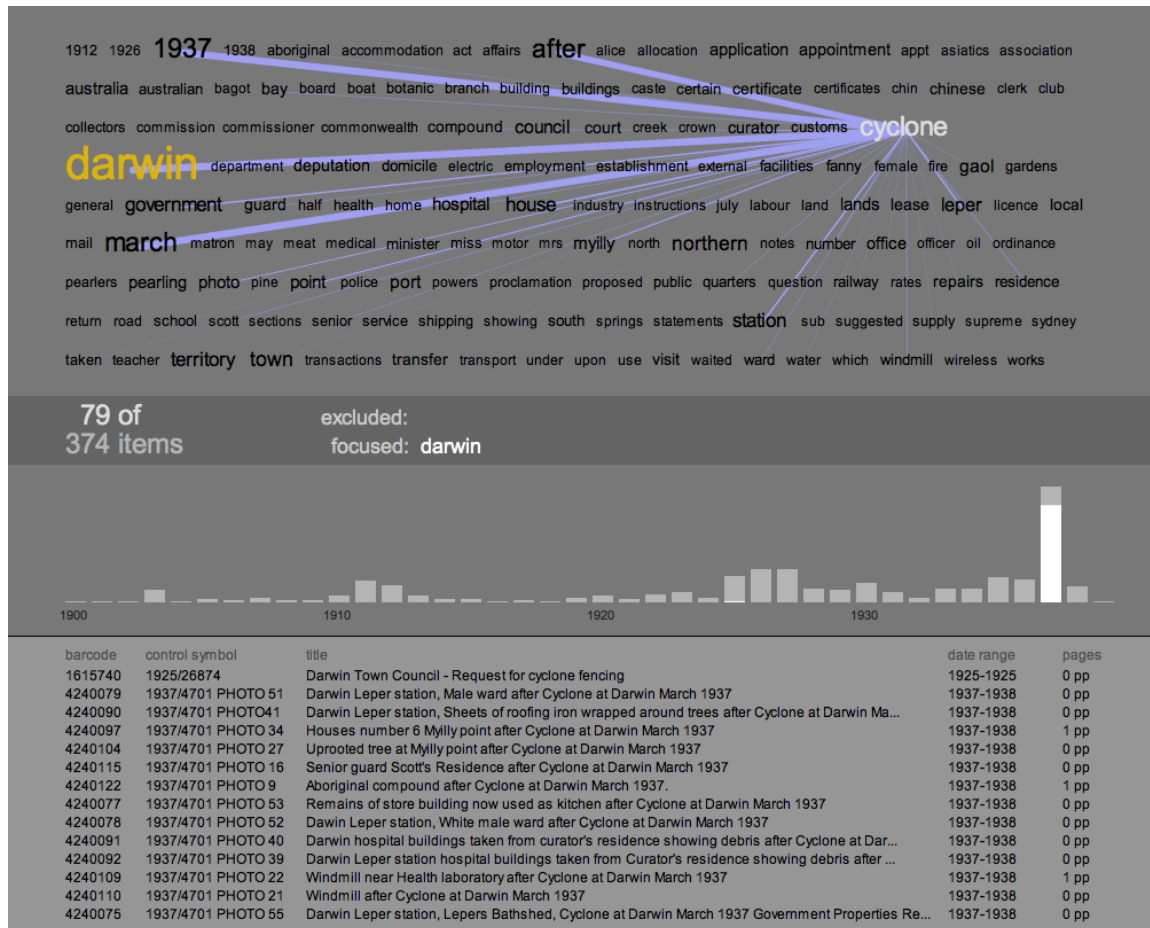 1912 1926 1937 1938 aboriginal accommodation act affairs after alice allocation application appointment appt asiatics association
australia australian bagot bay board boat botanic branch building buildings caste certain certificate certificates chin chinese clerk club
collectors commission commissioner commonwealth compound council court creek crown curator customs cyclone
darwin department deputation domicile electric employment establishment external facilities fanny female fire gaol gardens
general government guard half health home hospital house industry instructions july labour land lands lease leper licence local
mail march matron may meat medical minister miss motor mrs myilly north northern notes number office officer oil ordinance
pearlers pearling photo pine point police port powers proclamation proposed public quarters question railway rates repairs residence
return road school scott sections senior service shipping showing south springs statements station sub suggested supply supreme sydney
taken teacher territory town transactions transfer transport under upon use visit waited ward water which windmill wireless works
79 of
374 items
excluded:
focused: darwin
1900 1910 1920 1930
barcode control symbol title date range pages
1615740 1925/26874 Darwin Town Council - Request for cyclone fencing 1925-1925 0 pp
4240079 1937/4701 PHOTO 51 Darwin Leper station, Male ward after Cyclone at Darwin March 1937 1937-1938 0 pp
4240090 1937/4701 PHOTO41 Darwin Leper station, Sheets of roofing iron wrapped around trees after Cyclone at Darwin Ma... 1937-1938 0 pp
4240097 1937/4701 PHOTO 34 Houses number 6 Myilly point after Cyclone at Darwin March 1937 1937-1938 1 pp
4240104 1937/4701 PHOTO 27 Uprooted tree at Myilly point after Cyclone at Darwin March 1937 1937-1938 0 pp
4240115 1937/4701 PHOTO 16 Senior guard Scott's Residence after Cyclone at Darwin March 1937 1937-1938 0 pp
4240122 1937/4701 PHOTO 9 Aboriginal compound after Cyclone at Darwin March 1937. 1937-1938 1 pp
4240077 1937/4701 PHOTO 53 Remains of store building now used as kitchen after Cyclone at Darwin March 1937 1937-1938 0 pp
4240078 1937/4701 PHOTO 52 Dawin Leper station, White male ward after Cyclone at Darwin March 1937 1937-1938 0 pp
4240091 1937/4701 PHOTO 40 Darwin hospital buildings taken from curator's residence showing debris after Cyclone at Dar... 1937-1938 0 pp
4240092 1937/4701 PHOTO 39 Darwin Leper station hospital buildings taken from Curator's residence showing debris after ... 1937-1938 0 pp
4240109 1937/4701 PHOTO 22 Windmill near Health laboratory after Cyclone at Darwin March 1937 1937-1938 1 pp
4240110 1937/4701 PHOTO 21 Windmill after Cyclone at Darwin March 1937 1937-1938 0 pp
4240075 1937/4701 PHOTO 55 Darwin Leper station, Lepers Bathshed, Cyclone at Darwin March 1937 Government Properties Re... 1937-1938 0 pp